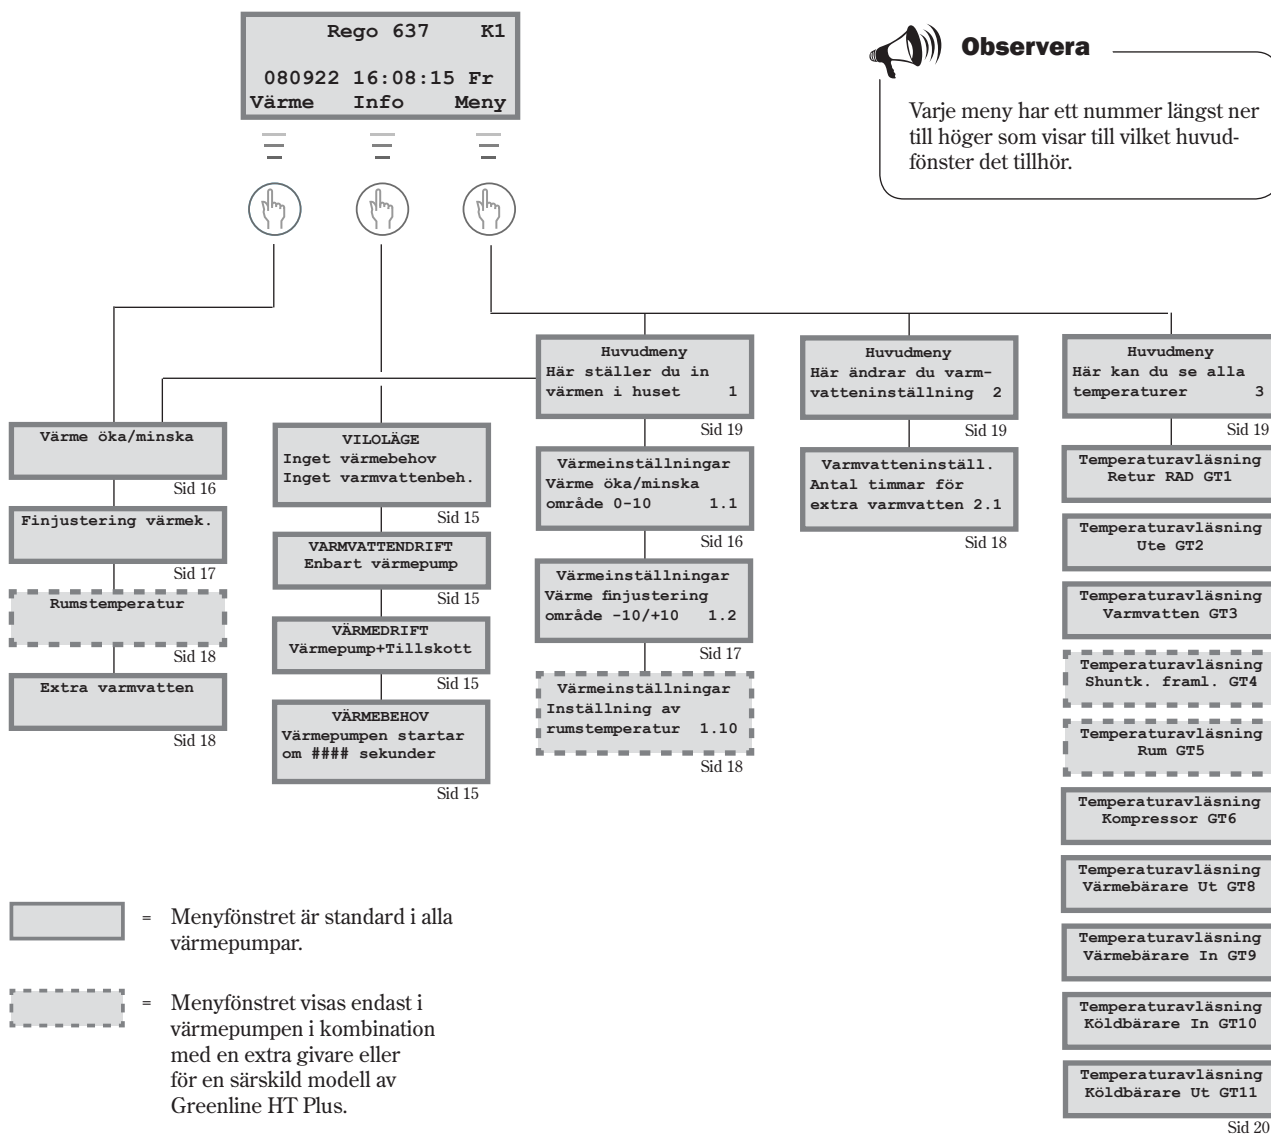 Rego 637 K1
080922 16:08:15 Fr
Värme Info Meny
Observera
Varje meny har ett nummer längst ner
till höger som visar till vilket huvud-
fönster det tillhör.
Värme öka/minska
Sid 16
Finjustering värmek.
Sid 17
Rumstemperatur
Sid 18
Extra varmvatten
Sid 18
VILOLÄGE
Inget värmebehov
Inget varmvattenbeh.
Sid 15
VARMVATTENDRIFT
Enbart värmepump
Sid 15
VÄRMEDRIFT
Värmepump+Tillskott
Sid 15
VÄRMEBEHOV
Värmepumpen startar
om #### sekunder
Sid 15
Huvudmeny
Här ställer du in
värmen i huset 1
Sid 19
Värmeinställningar
Värme öka/minska
område 0-10 1.1
Sid 16
Värmeinställningar
Värme finjustering
område -10/+10 1.2
Sid 17
Värmeinställningar
Inställning av
rumstemperatur 1.10
Sid 18
Huvudmeny
Här ändrar du varm-
vatteninställning 2
Sid 19
Varmvatteninställ.
Antal timmar för
extra varmvatten 2.1
Sid 18
Huvudmeny
Här kan du se alla
temperaturer 3
Sid 19
Temperaturavläsning
Retur RAD GT1
Temperaturavläsning
Ute GT2
Temperaturavläsning
Varmvatten GT3
Temperaturavläsning
Shuntk. framl. GT4
Temperaturavläsning
Rum GT5
Temperaturavläsning
Kompressor GT6
Temperaturavläsning
Värmebärare Ut GT8
Temperaturavläsning
Värmebärare In GT9
Temperaturavläsning
Köldbärare In GT10
Temperaturavläsning
Köldbärare Ut GT11
Sid 20
= Menyfönstret är standard i alla
värmepumpar.
= Menyfönstret visas endast i
värmepumpen i kombination
med en extra givare eller
för en särskild modell av
Greenline HT Plus.